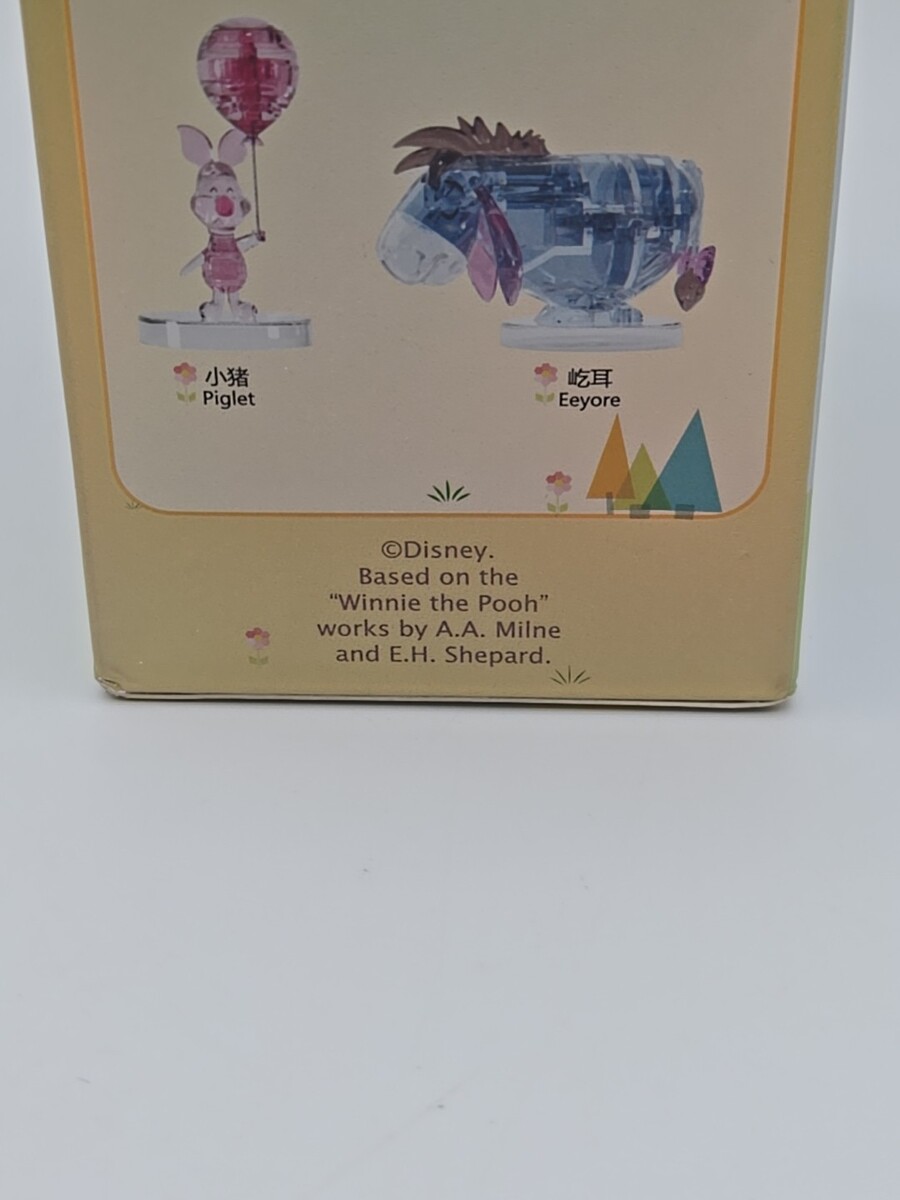 小猪
Piglet
屹耳
Eeyore
©Disney.
Based on the
“Winnie the Pooh”
works by A.A. Milne
and E.H. Shepard.